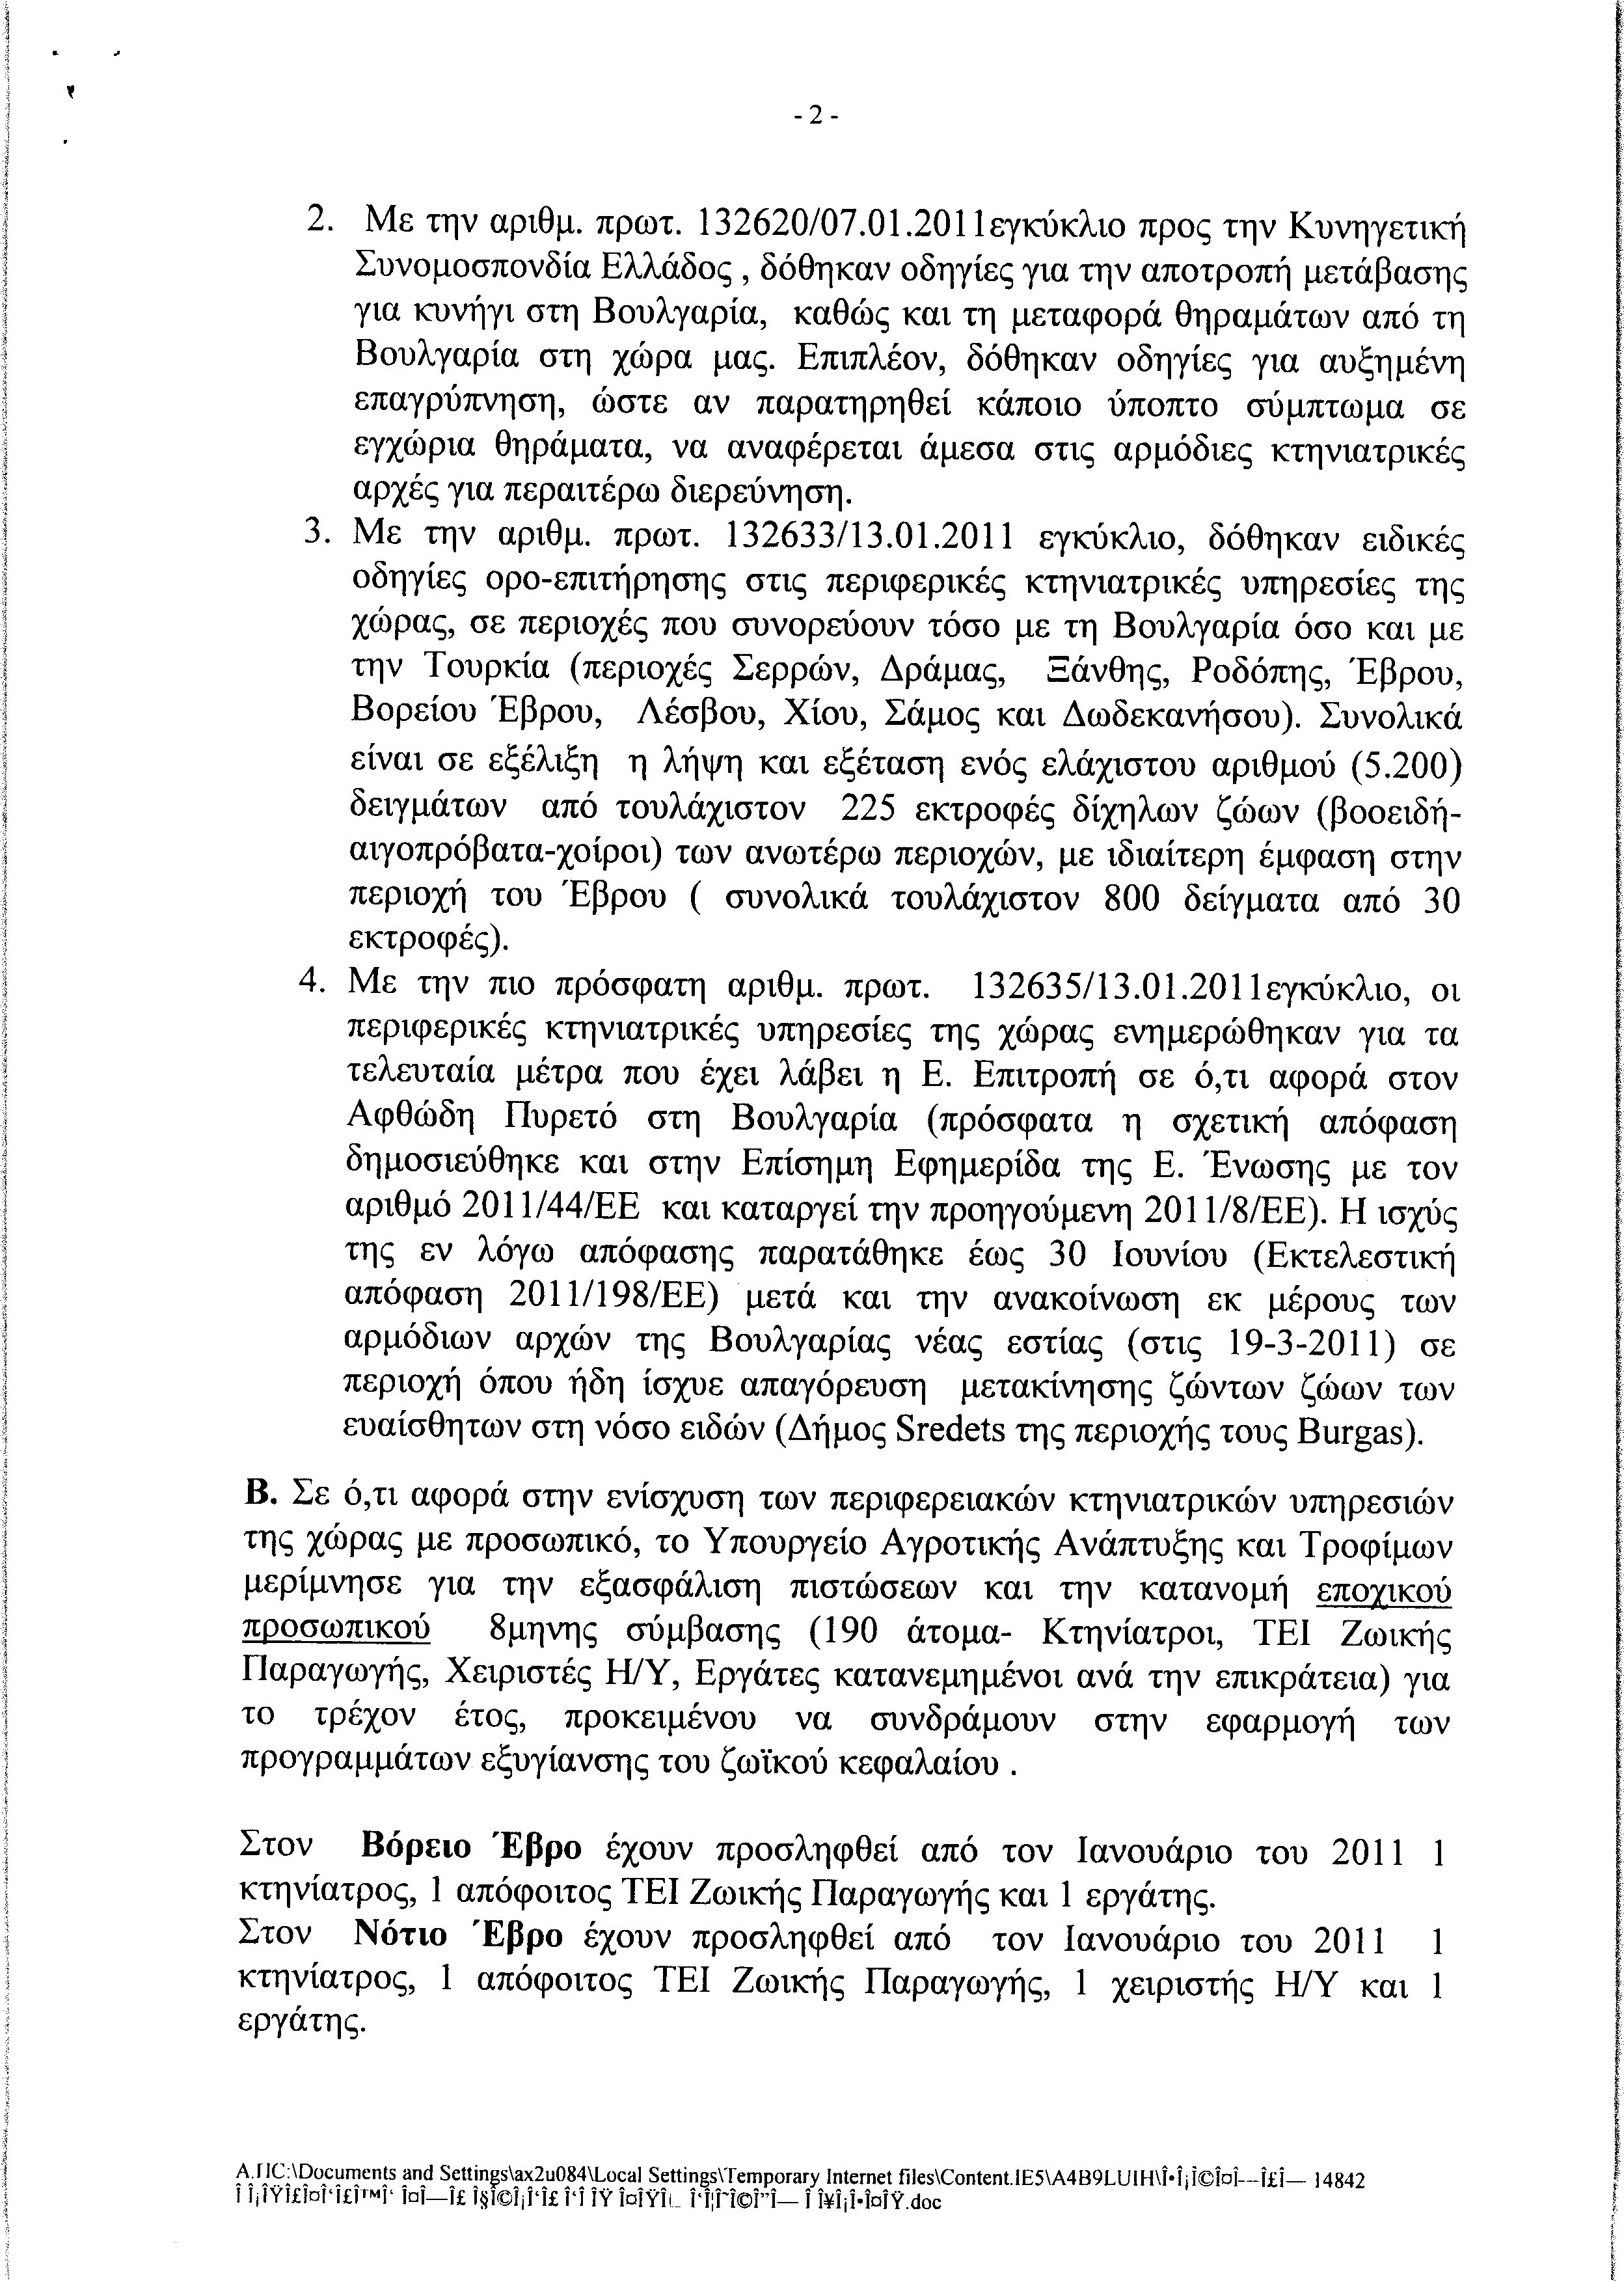 - 2 -
2. Με την αριθμ. πρωτ. 132620/07.01.2011εγκύκλιο προς την Κυνηγετική
Συνομοσπονδία Ελλάδος , δόθηκαν οδηγίες για την αποτροπή μετάβασης
για κυνήγι στη Βουλγαρία, καθώς και τη μεταφορά θηραμάτων από τη
Βουλγαρία στη χώρα μας. Επιπλέον, δόθηκαν οδηγίες για αυξημένη
επαγρύπνηση, ώστε αν παρατηρηθεί κάποιο ύποπτο σύμπτωμα σε
εγχώρια θηράματα, να αναφέρεται άμεσα στις αρμόδιες κτηνιατρικές
αρχές για περαιτέρω διερεύνηση.
3. Με την αριθμ. πρωτ. 132633/13.01.2011 εγκύκλιο, δόθηκαν ειδικές
οδηγίες ορο-επιτήρησης στις περιφερικές κτηνιατρικές υπηρεσίες της
χώρας, σε περιοχές που συνορεύουν τόσο με τη Βουλγαρία όσο και με
την Τουρκία (περιοχές Σερρών, Δράμας, Ξάνθης, Ροδόπης, Έβρου,
Βορείου Έβρου, Λέσβου, Χίου, Σάμος και Δωδεκανήσου). Συνολικά
είναι σε εξέλιξη η λήψη και εξέταση ενός ελάχιστου αριθμού (5.200)
δειγμάτων από τουλάχιστον 225 εκτροφές δίχηλων ζώων (βοοειδή-
αιγοπρόβατα-χοίροι) των ανωτέρω περιοχών, με ιδιαίτερη έμφαση στην
περιοχή του Έβρου ( συνολικά τουλάχιστον 800 δείγματα από 30
εκτροφές).
4. Με την πιο πρόσφατη αριθμ. πρωτ. 132635/13.01.2011εγκύκλιο, οι
περιφερικές κτηνιατρικές υπηρεσίες της χώρας ενημερώθηκαν για τα
τελευταία μέτρα που έχει λάβει η Ε. Επιτροπή σε ό,τι αφορά στον
Αφθώδη Πυρετό στη Βουλγαρία (πρόσφατα η σχετική απόφαση
δημοσιεύθηκε και στην Επίσημη Εφημερίδα της Ε. Ένωσης με τον
αριθμό 2011/44/ΕΕ και καταργεί την προηγούμενη 2011/8/ΕΕ). Η ισχύς
της εν λόγω απόφασης παρατάθηκε έως 30 Ιουνίου (Εκτελεστική
απόφαση 2011/198/ΕΕ) μετά και την ανακοίνωση εκ μέρους των
αρμόδιων αρχών της Βουλγαρίας νέας εστίας (στις 19-3-2011) σε
περιοχή όπου ήδη ίσχυε απαγόρευση μετακίνησης ζώντων ζώων των
ευαίσθητων στη νόσο ειδών (Δήμος Sredets της περιοχής τους Burgas).
Β. Σε ό,τι αφορά στην ενίσχυση των περιφερειακών κτηνιατρικών υπηρεσιών
της χώρας με προσωπικό, το Υπουργείο Αγροτικής Ανάπτυξης και Τροφίμων
μερίμνησε για την εξασφάλιση πιστώσεων και την κατανομή εποχικού
προσωπικού 8μηνης σύμβασης (190 άτομα- Κτηνίατροι, ΤΕΙ Ζωικής
Παραγωγής, Χειριστές Η/Υ, Εργάτες κατανεμημένοι ανά την επικράτεια) για
το τρέχον έτος, προκειμένου να συνδράμουν στην εφαρμογή των
προγραμμάτων εξυγίανσης του ζωϊκού κεφαλαίου .
Στον Βόρειο Έβρο έχουν προσληφθεί από τον Ιανουάριο του 2011 1
κτηνίατρος, 1 απόφοιτος ΤΕΙ Ζωικής Παραγωγής και 1 εργάτης.
Στον Νότιο Έβρο έχουν προσληφθεί από τον Ιανουάριο του 2011 1
κτηνίατρος, 1 απόφοιτος ΤΕΙ Ζωικής Παραγωγής, 1 χειριστής Η/Υ και 1
εργάτης.
Α.ΠC:\Documents and Settings\ax2u084\Local Settings\Temporary Internet files\Content.IE5\A4B9LUIH\ 14842
.doc